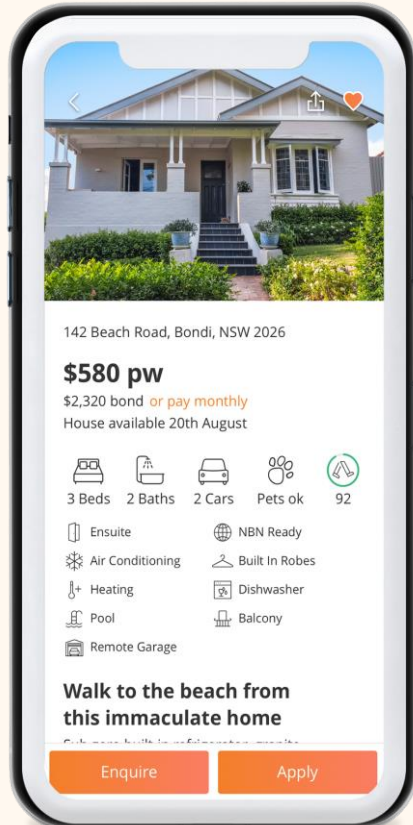 142 Beach Road, Bondi, NSW 2026
$580 pw
$2,320 bond or pay monthly
House available 20th August
3 Beds 2 Baths 2 Cars Pets ok 92
Ensuite NBN Ready
Air Conditioning Built In Robes
Heating Dishwasher
Pool Balcony
Remote Garage
Walk to the beach from
this immaculate home
Enquire Apply